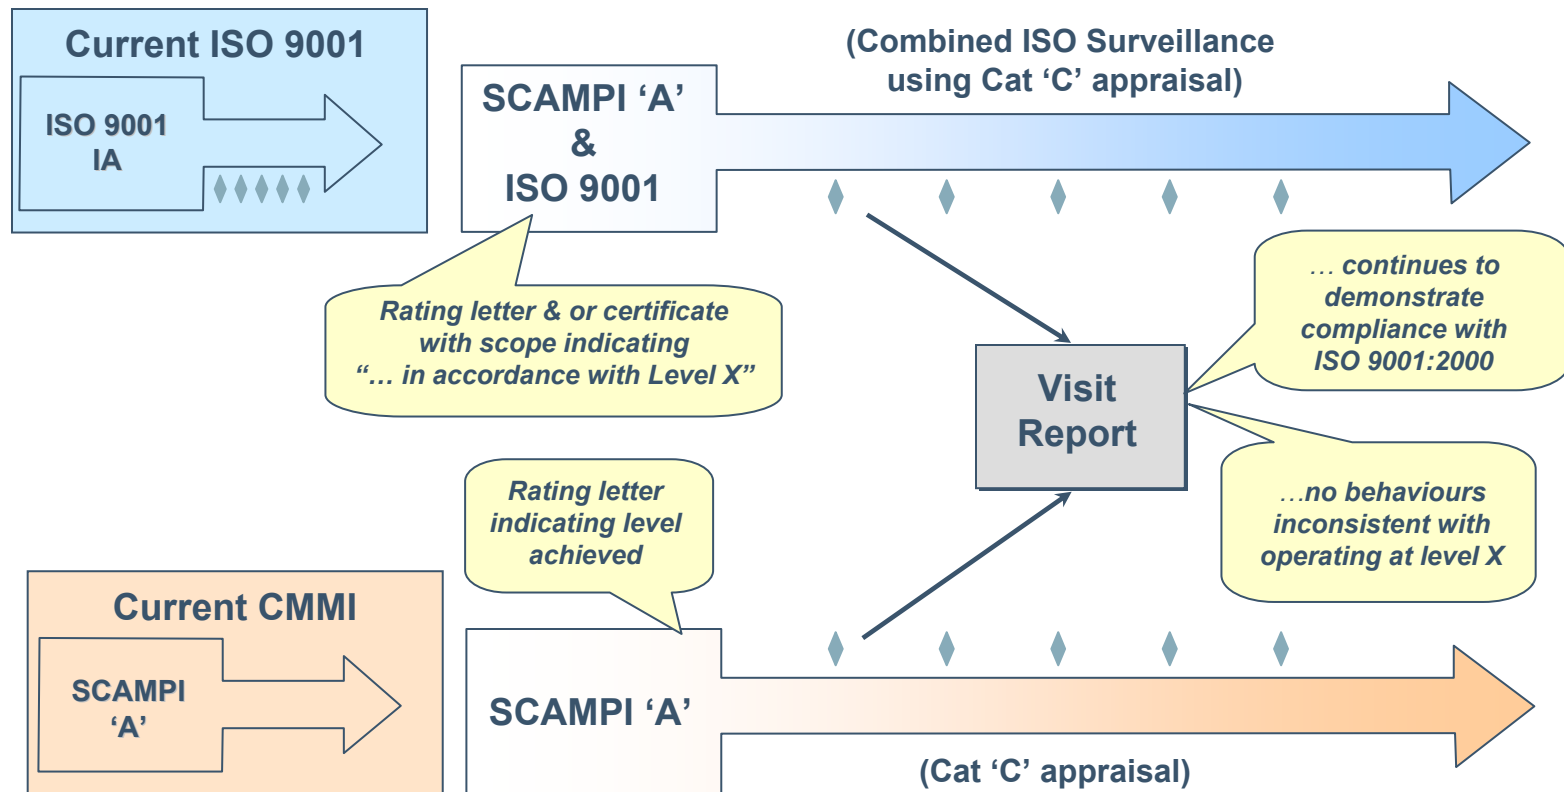 Current ISO 9001
ISO 9001
IA
SCAMPI ‘A’
&
ISO 9001
(Combined ISO Surveillance
using Cat ‘C’ appraisal)
Rating letter & or certificate
with scope indicating
“… in accordance with Level X”
… continues to
demonstrate
compliance with
ISO 9001:2000
Visit
Report
…no behaviours
inconsistent with
operating at level X
Rating letter
indicating level
achieved
Current CMMI
SCAMPI
‘A’
SCAMPI ‘A’
(Cat ‘C’ appraisal)